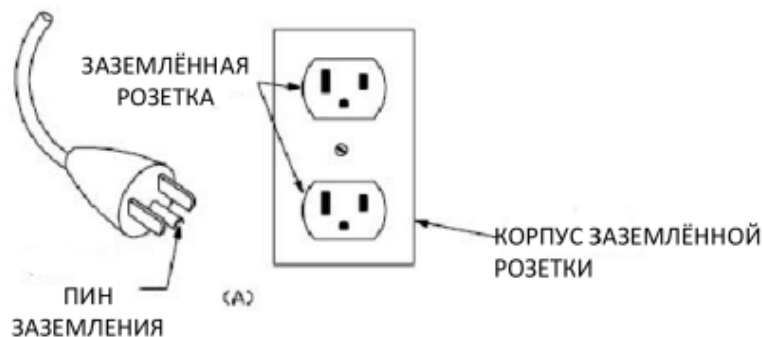 ЗАЗЕМЛЁННАЯ
РОЗЕТКА
КОРПУС ЗАЗЕМЛЁННОЙ
РОЗЕТКИ
ПИН
ЗАЗЕМЛЕНИЯ
(A)